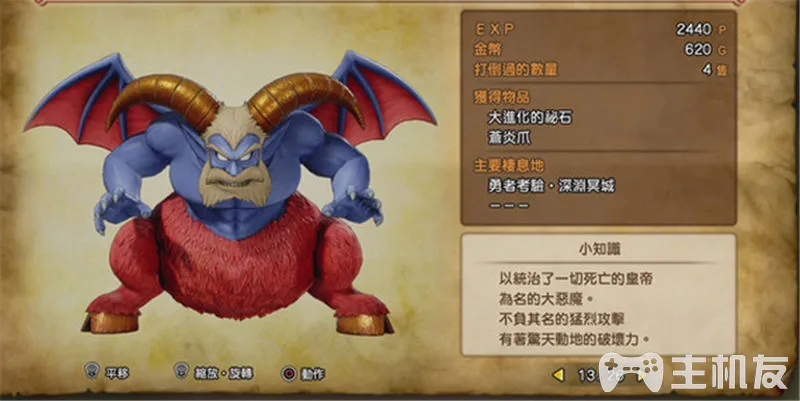 EXP 2440 P
金幣 620 G
打倒過的數量 4 隻
獲得物品
大進化的祕石
蒼炎爪
主要棲息地
勇者考驗・深淵冥城
---
小知識
以統治了一切死亡的皇帝
為名的大惡魔。
不負其名的猛烈攻擊
有著驚天動地的破壞力。
平移 縮放・旋轉 動作
主机友